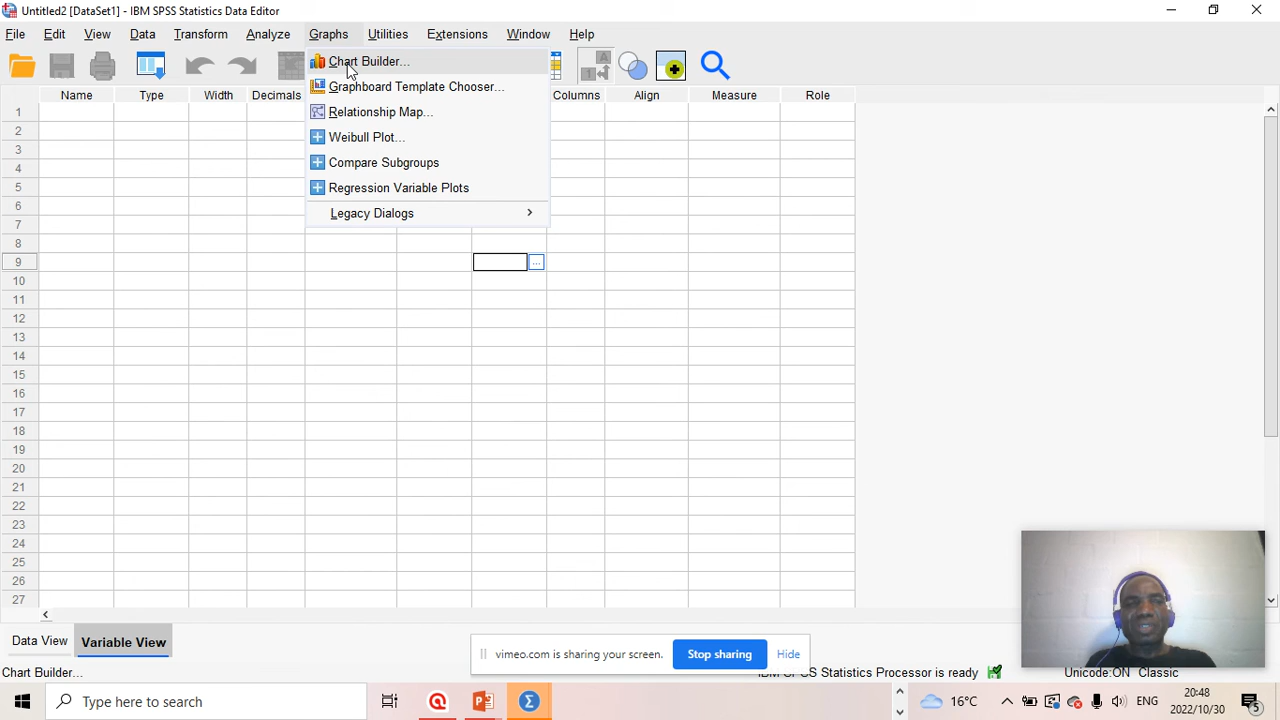 Untitled2 [DataSet1] - IBM SPSS Statistics Data Editor
File Edit View Data Transform Analyze Graphs Utilities Extensions Window Help
Chart Builder...
Graphboard Template Chooser...
Relationship Map...
Weibull Plot...
Compare Subgroups
Regression Variable Plots
Legacy Dialogs
Name Type Width Decimals Columns Align Measure Role
1
2
3
4
5
6
7
8
9 ...
10
11
12
13
14
15
16
17
18
19
20
21
22
23
24
25
26
27
Data View Variable View
vimeo.com is sharing your screen. Stop sharing Hide
Chart Builder... IBM SPSS Statistics Processor is ready Unicode:ON Classic
Type here to search 16°C ENG 20:48 2022/10/30 5